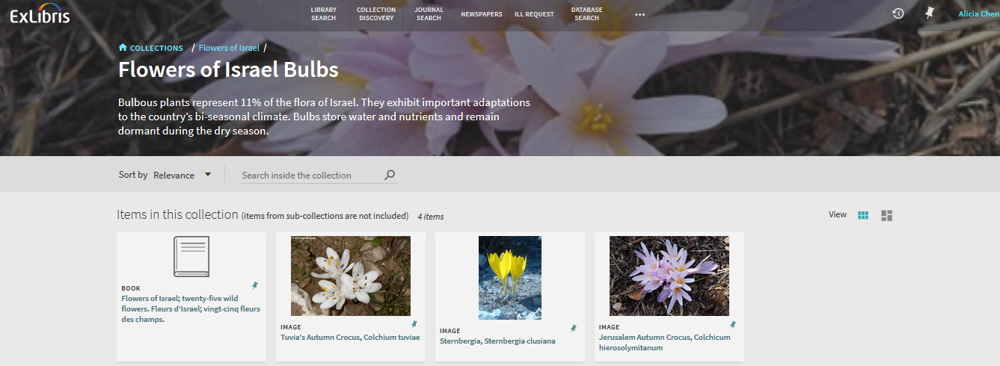 ExLibris
LIBRARY
SEARCH
COLLECTION
DISCOVERY
JOURNAL
SEARCH
NEWSPAPERS
ILL REQUEST
DATABASE
SEARCH
...
Alicia Chen
COLLECTIONS / Flowers of Israel /
Flowers of Israel Bulbs
Bulbous plants represent 11% of the flora of Israel. They exhibit important adaptations
to the country's bi-seasonal climate. Bulbs store water and nutrients and remain
dormant during the dry season.
Sort by Relevance
Search inside the collection
Items in this collection (items from sub-collections are not included) 4 items
View
BOOK
Flowers of Israel; twenty-five wild
flowers. Fleurs d'Israel; vingt-cinq fleurs
des champs.
IMAGE
Tuvia's Autumn Crocus, Colchium tuviae
IMAGE
Sternbergia, Sternbergia clusiana
IMAGE
Jerusalem Autumn Crocus, Colchicum
hierosolymitanum